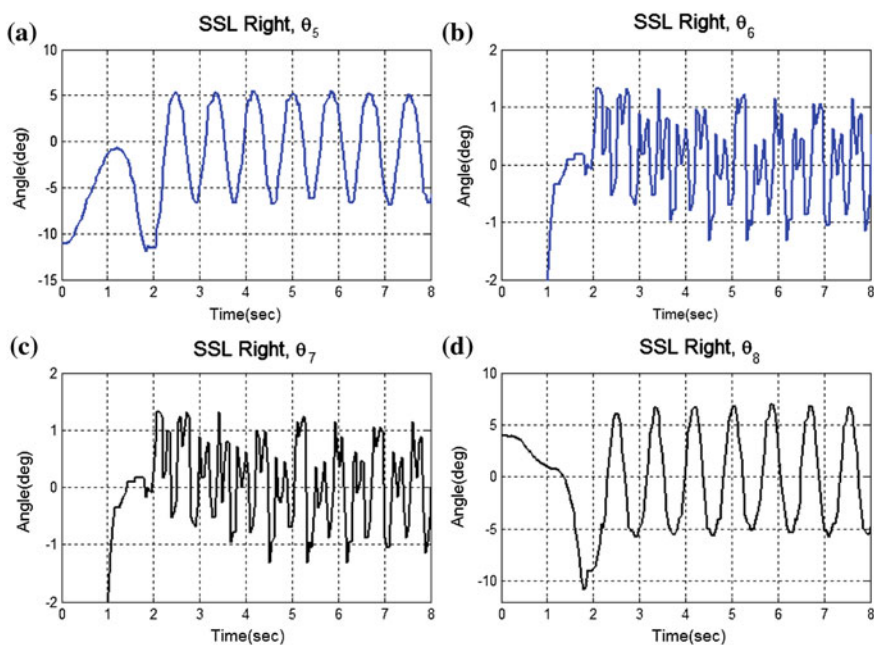 (a)
SSL Right, θ5
Angle(deg)
10
5
0
-5
-10
-15
0 1 2 3 4 5 6 7 8
Time(sec)
(b)
SSL Right, θ6
Angle(deg)
2
1
0
-1
-2
0 1 2 3 4 5 6 7 8
Time(sec)
(c)
SSL Right, θ7
Angle(deg)
2
1
0
-1
-2
0 1 2 3 4 5 6 7 8
Time(sec)
(d)
SSL Right, θ8
Angle(deg)
10
5
0
-5
-10
0 1 2 3 4 5 6 7 8
Time(sec)